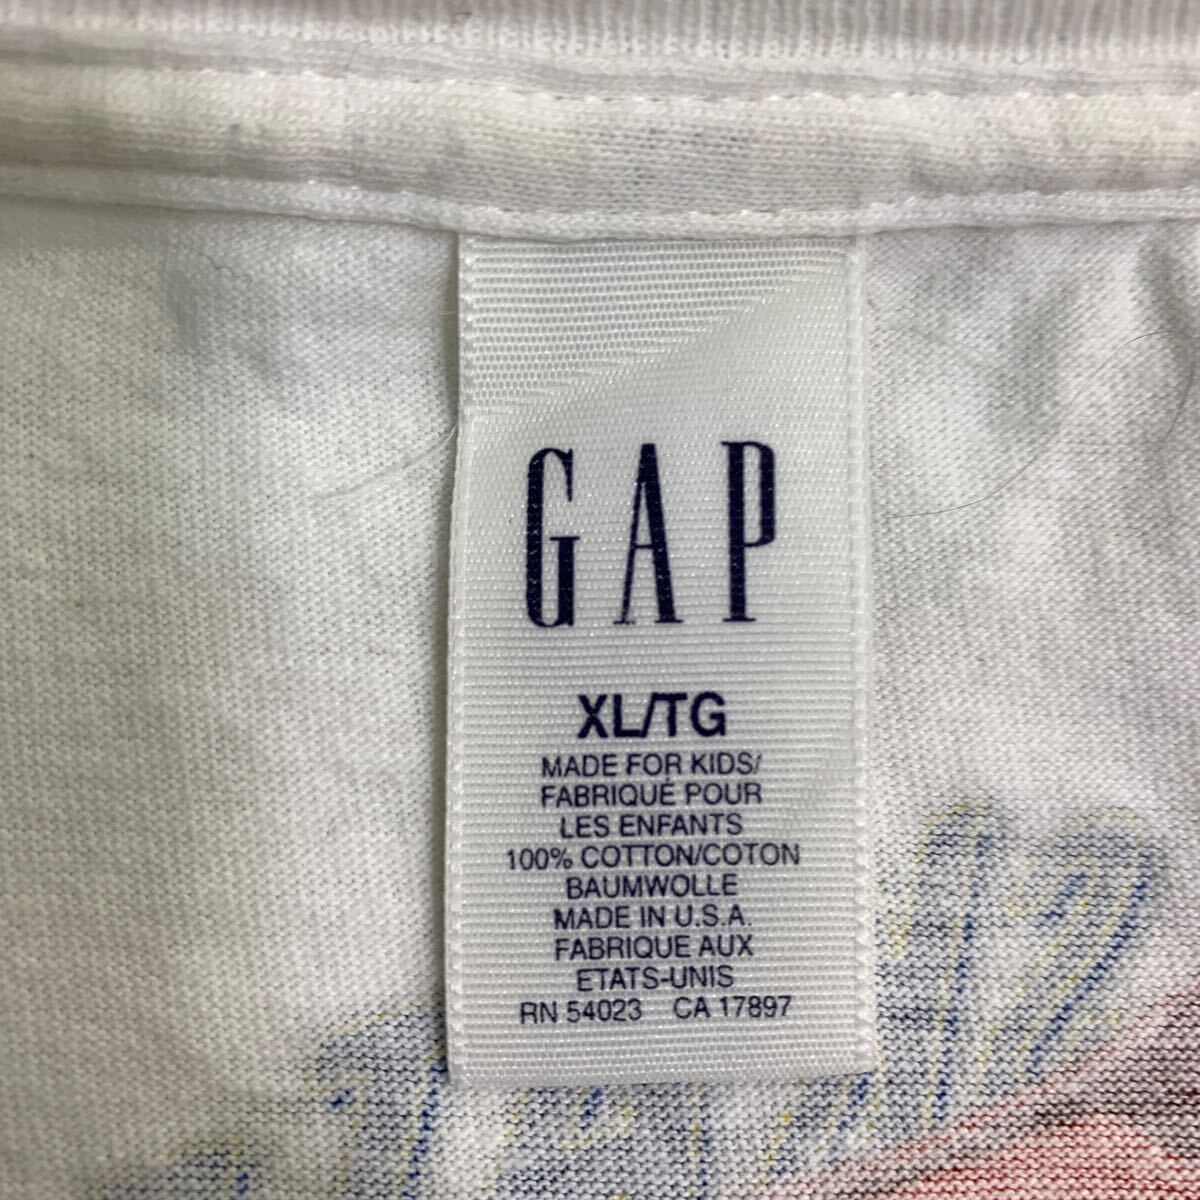 GAP
XL/TG
MADE FOR KIDS/
FABRIQUÉ POUR
LES ENFANTS
100% COTTON/COTON
BAUMWOLLE
MADE IN U.S.A.
FABRIQUE AUX
ETATS-UNIS
RN 54023 CA 17897